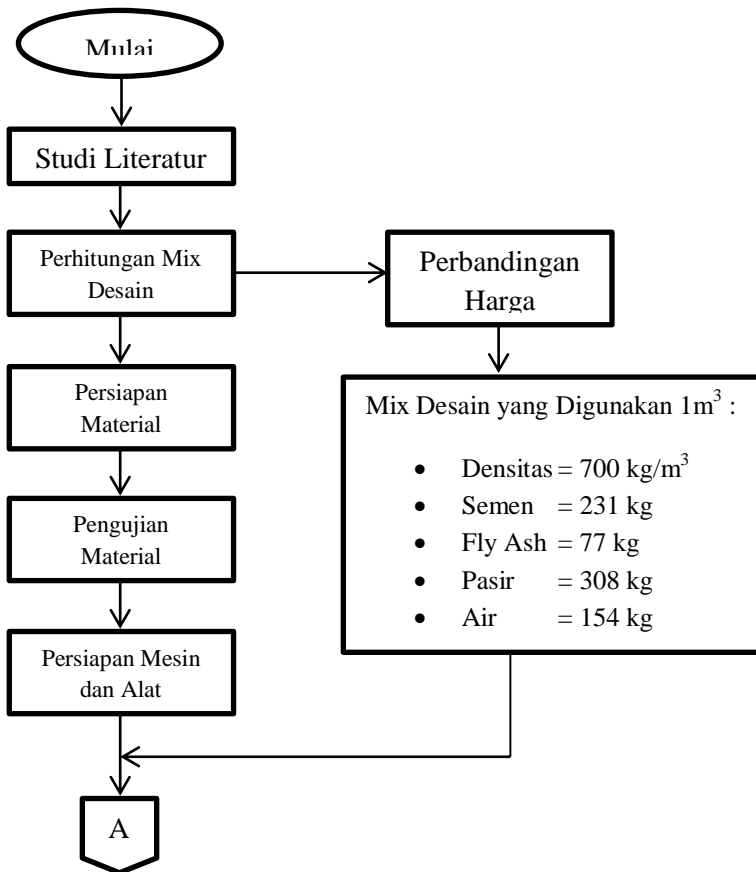 Mulai
Studi Literatur
Perhitungan Mix
Desain
Perbandingan
Harga
Persiapan
Material
Mix Desain yang Digunakan 1m³ :
• Densitas = 700 kg/m³
• Semen = 231 kg
• Fly Ash = 77 kg
• Pasir = 308 kg
• Air = 154 kg
Pengujian
Material
Persiapan Mesin
dan Alat
A